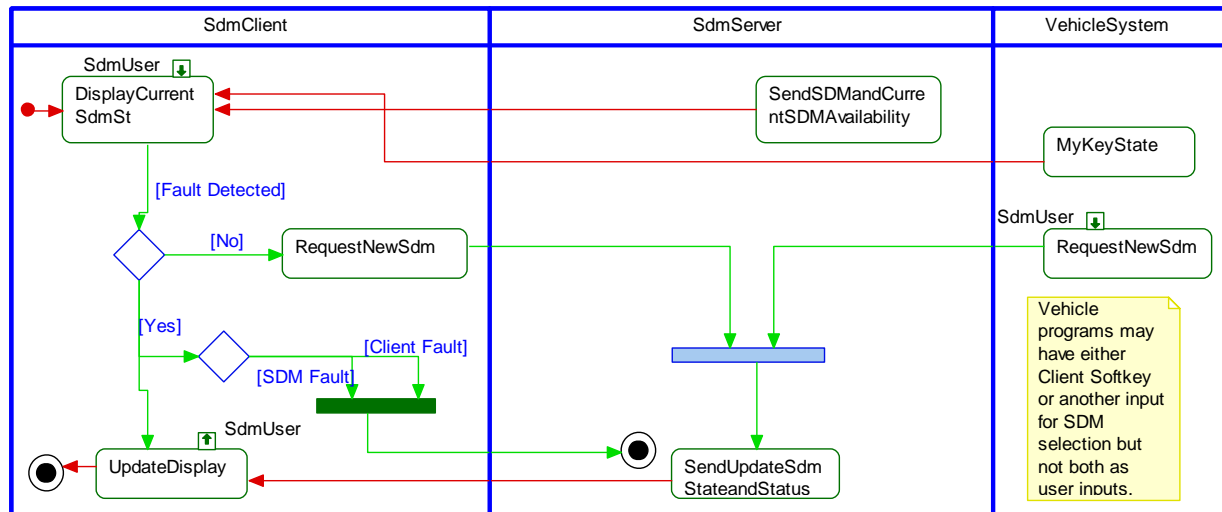 SdmClient
SdmServer
VehicleSystem
SdmUser
DisplayCurrent
SdmSt
SendSDMandCurre
ntSDMAvailability
MyKeyState
[Fault Detected]
SdmUser
[No]
RequestNewSdm
RequestNewSdm
[Yes]
[Client Fault]
[SDM Fault]
Vehicle
programs may
have either
Client Softkey
or another input
for SDM
selection but
not both as
user inputs.
SdmUser
UpdateDisplay
SendUpdateSdm
StateandStatus